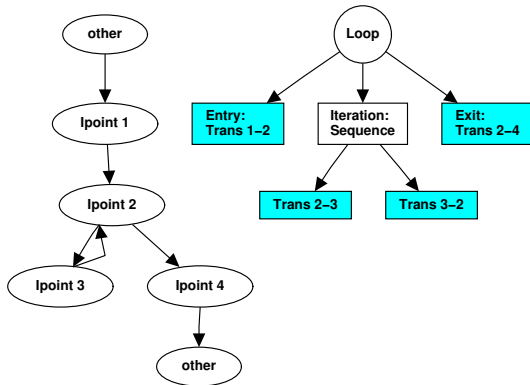 other
Ipoint 1
Ipoint 2
Ipoint 3
Ipoint 4
other
Loop
Entry:
Trans 1−2
Iteration:
Sequence
Exit:
Trans 2−4
Trans 2−3
Trans 3−2